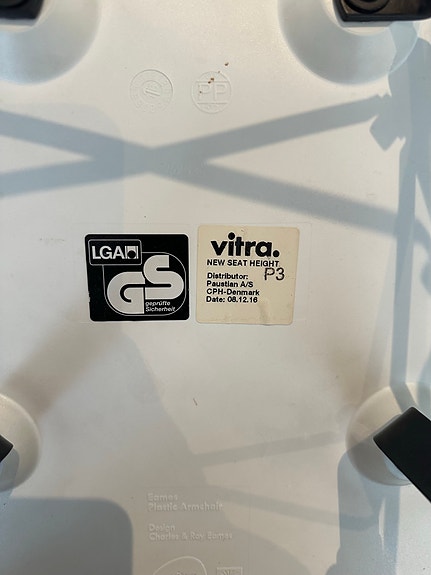 PP
LGA
GS
geprüfte
Sicherheit
vitra.
NEW SEAT HEIGHT
P3
Distributor:
Paustian A/S
CPH-Denmark
Date: 08.12.16
Eames
Plastic Armchair
Design
Charles & Ray Eames